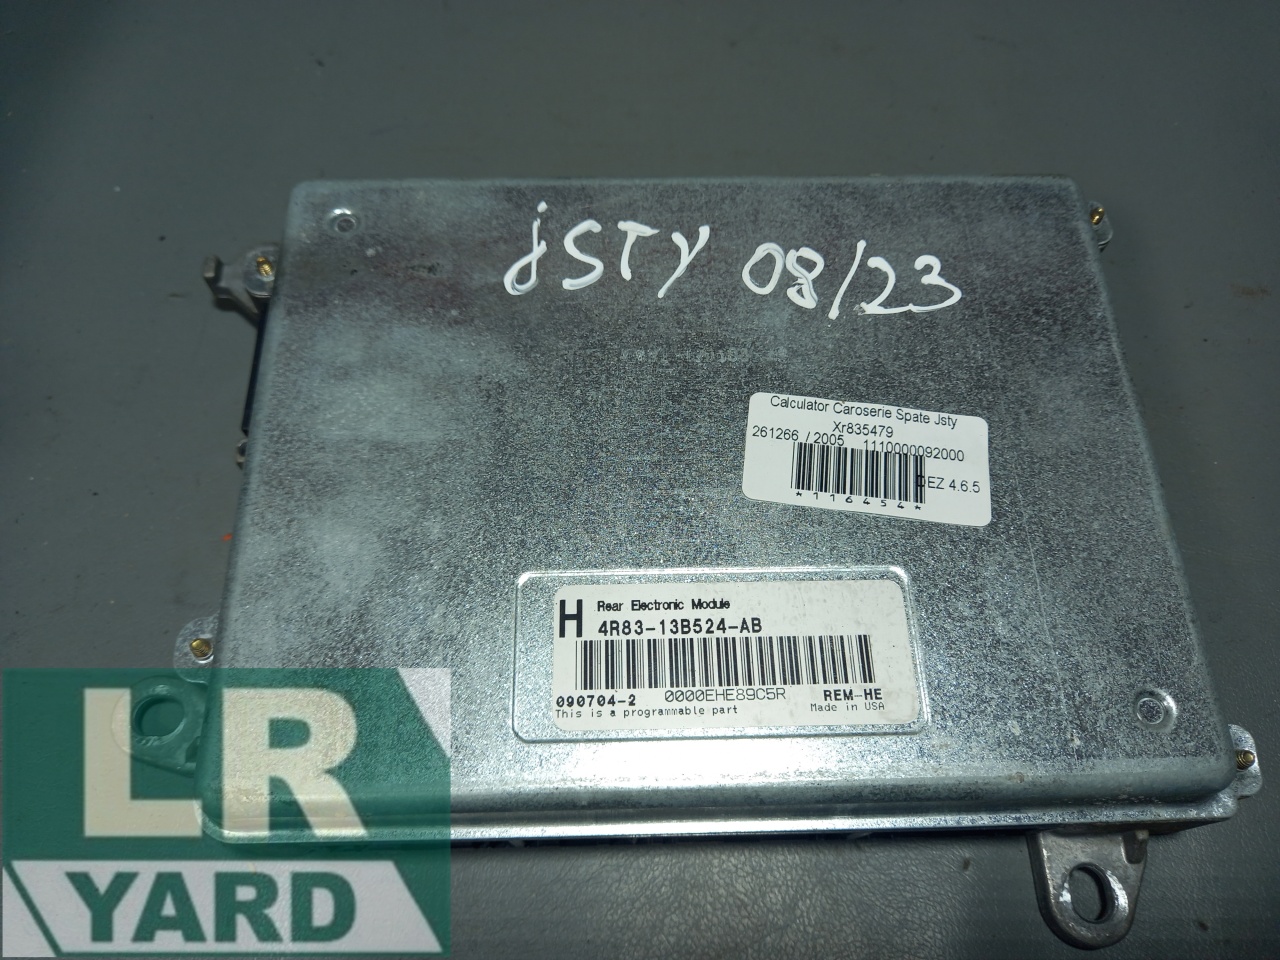 jSTY 08/23
Calculator Caroserie Spate Jsty
Xr835479
261266 / 2005 1110000092000
DEZ 4.6.5
*116454*
H Rear Electronic Module
4R83-13B524-AB
090704-2 0000EHE89C5R REM-HE
This is a programmable part Made in USA
LR
YARD